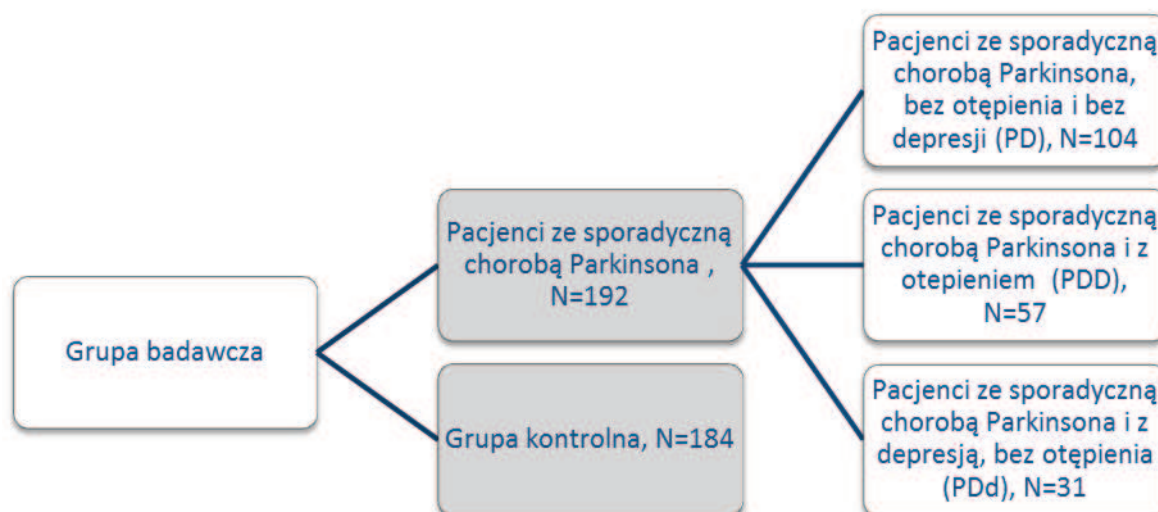 Grupa badawcza
Pacjenci ze sporadyczną
chorobą Parkinsona ,
N=192
Grupa kontrolna, N=184
Pacjenci ze sporadyczną
chorobą Parkinsona,
bez otępienia i bez
depresji (PD), N=104
Pacjenci ze sporadyczną
chorobą Parkinsona i z
otepieniem (PDD),
N=57
Pacjenci ze sporadyczną
chorobą Parkinsona i z
depresją, bez otępienia
(PDd), N=31